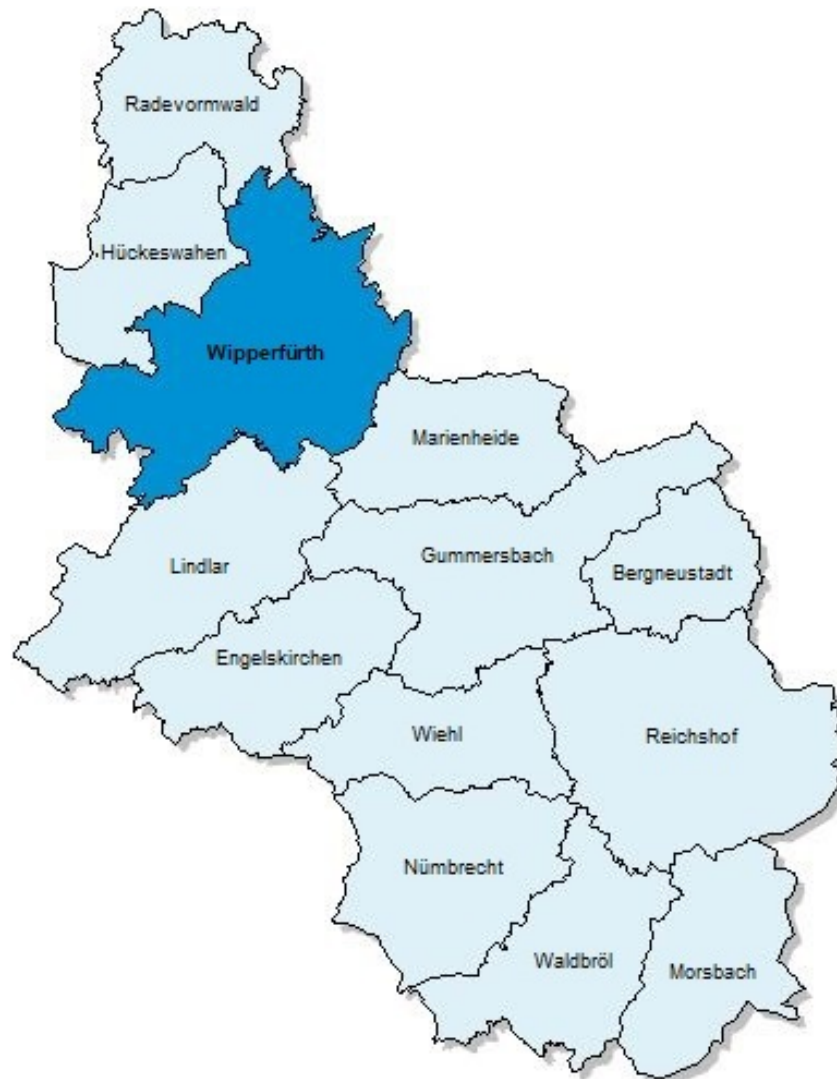 Radevormwald
Hückeswahen
Wipperfürth
Marienheide
Gummersbach
Lindlar
Bergneustadt
Engelskirchen
Wiehl
Reichshof
Nümbrecht
Waldbröl
Morsbach